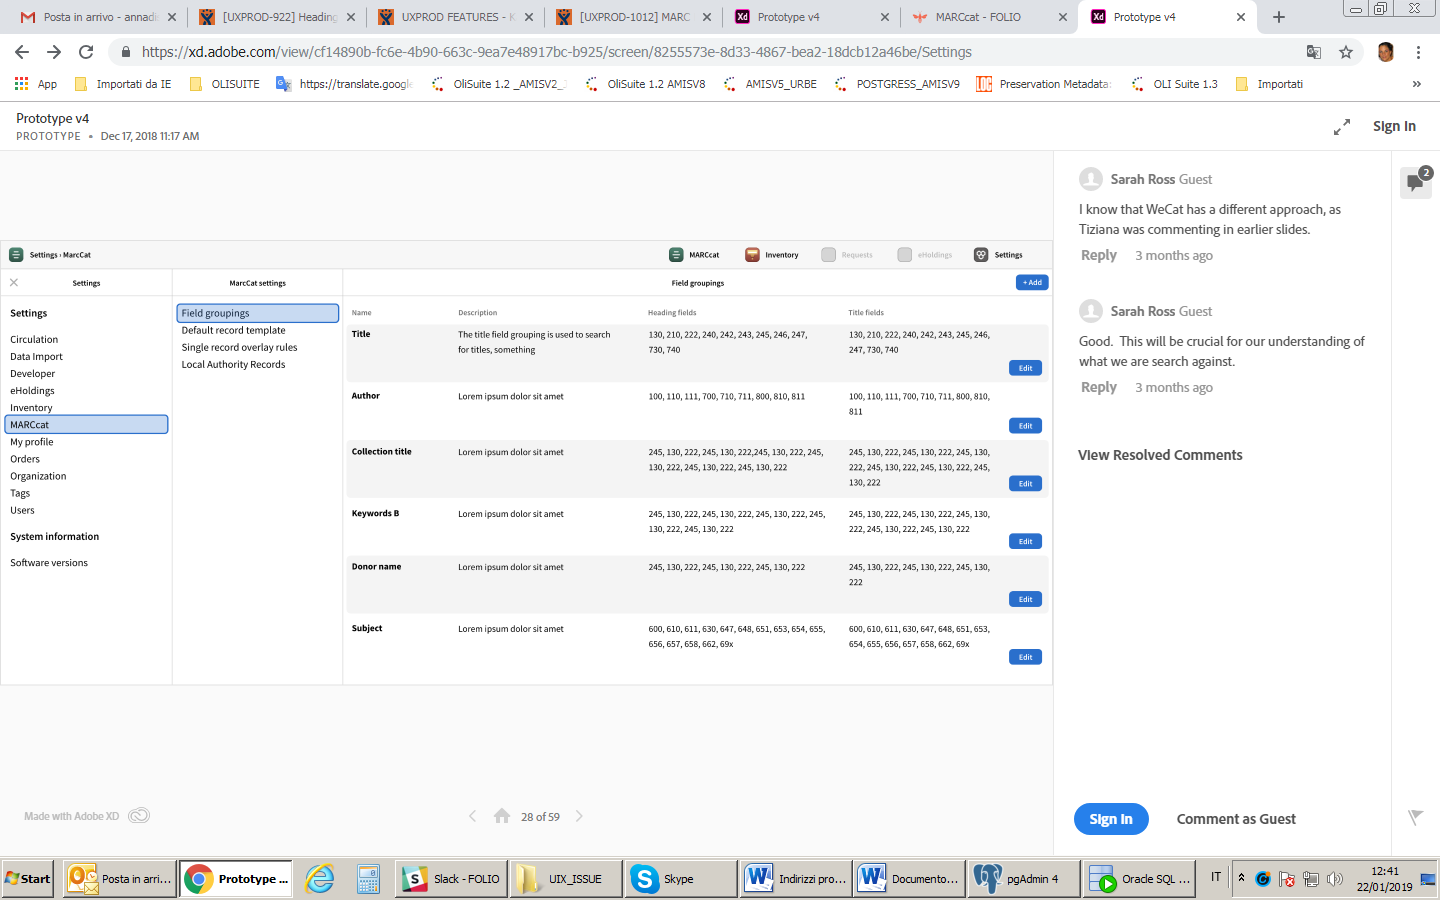 Posta in arrivo - annadi
[UXPROD-922] Heading
UXPROD FEATURES - K
[UXPROD-1012] MARC
Prototype v4
MARCcat - FOLIO
Prototype v4
https://xd.adobe.com/view/cf14890b-fc6e-4b90-663c-9ea7e48917bc-b925/screen/8255573e-8d33-4867-bea2-18dcb12a46be/Settings
App
Importati da IE
OLISUITE
https://translate.google
OliSuite 1.2 _AMISV2_
OliSuite 1.2 AMISV8
AMISV5_URBE
POSTGRESS_AMISV9
Preservation Metadata:
OLI Suite 1.3
Importati
Prototype v4
PROTOTYPE • Dec 17, 2018 11:17 AM
Sign In
Settings › MarcCat
MARCcat
Inventory
Requests
eHoldings
Settings
Settings
MarcCat settings
Field groupings
+ Add
Settings
Circulation
Data Import
Developer
eHoldings
Inventory
MARCcat
My profile
Orders
Organization
Tags
Users
System information
Software versions
Field groupings
Default record template
Single record overlay rules
Local Authority Records
Name Description Heading fields Title fields
Title The title field grouping is used to search 130, 210, 222, 240, 242, 243, 245, 246, 247, 130, 210, 222, 240, 242, 243, 245, 246,
for titles, something 730, 740 247, 730, 740
Edit
Author Lorem ipsum dolor sit amet 100, 110, 111, 700, 710, 711, 800, 810, 811 100, 110, 111, 700, 710, 711, 800, 810,
811
Edit
Collection title Lorem ipsum dolor sit amet 245, 130, 222, 245, 130, 222,245, 130, 222, 245, 245, 130, 222, 245, 130, 222, 245, 130,
130, 222, 245, 130, 222, 245, 130, 222 222, 245, 130, 222, 245, 130, 222, 245,
130, 222
Edit
Keywords B Lorem ipsum dolor sit amet 245, 130, 222, 245, 130, 222, 245, 130, 222, 245, 245, 130, 222, 245, 130, 222, 245, 130,
130, 222, 245, 130, 222 222, 245, 130, 222, 245, 130, 222
Edit
Donor name Lorem ipsum dolor sit amet 245, 130, 222, 245, 130, 222, 245, 130, 222 245, 130, 222, 245, 130, 222, 245, 130,
222
Edit
Subject Lorem ipsum dolor sit amet 600, 610, 611, 630, 647, 648, 651, 653, 654, 655, 600, 610, 611, 630, 647, 648, 651, 653,
656, 657, 658, 662, 69x 654, 655, 656, 657, 658, 662, 69x
Edit
Sarah Ross Guest
I know that WeCat has a different approach, as
Tiziana was commenting in earlier slides.
Reply 3 months ago
Sarah Ross Guest
Good. This will be crucial for our understanding of
what we are search against.
Reply 3 months ago
View Resolved Comments
2
Made with Adobe XD
28 of 59
Sign In
Comment as Guest
Start
Posta in arri...
Prototype ...
Slack - FOLIO
UIX_ISSUE
Skype
Indirizzi pro...
Documento...
pgAdmin 4
Oracle SQL ...
IT
12:41
22/01/2019